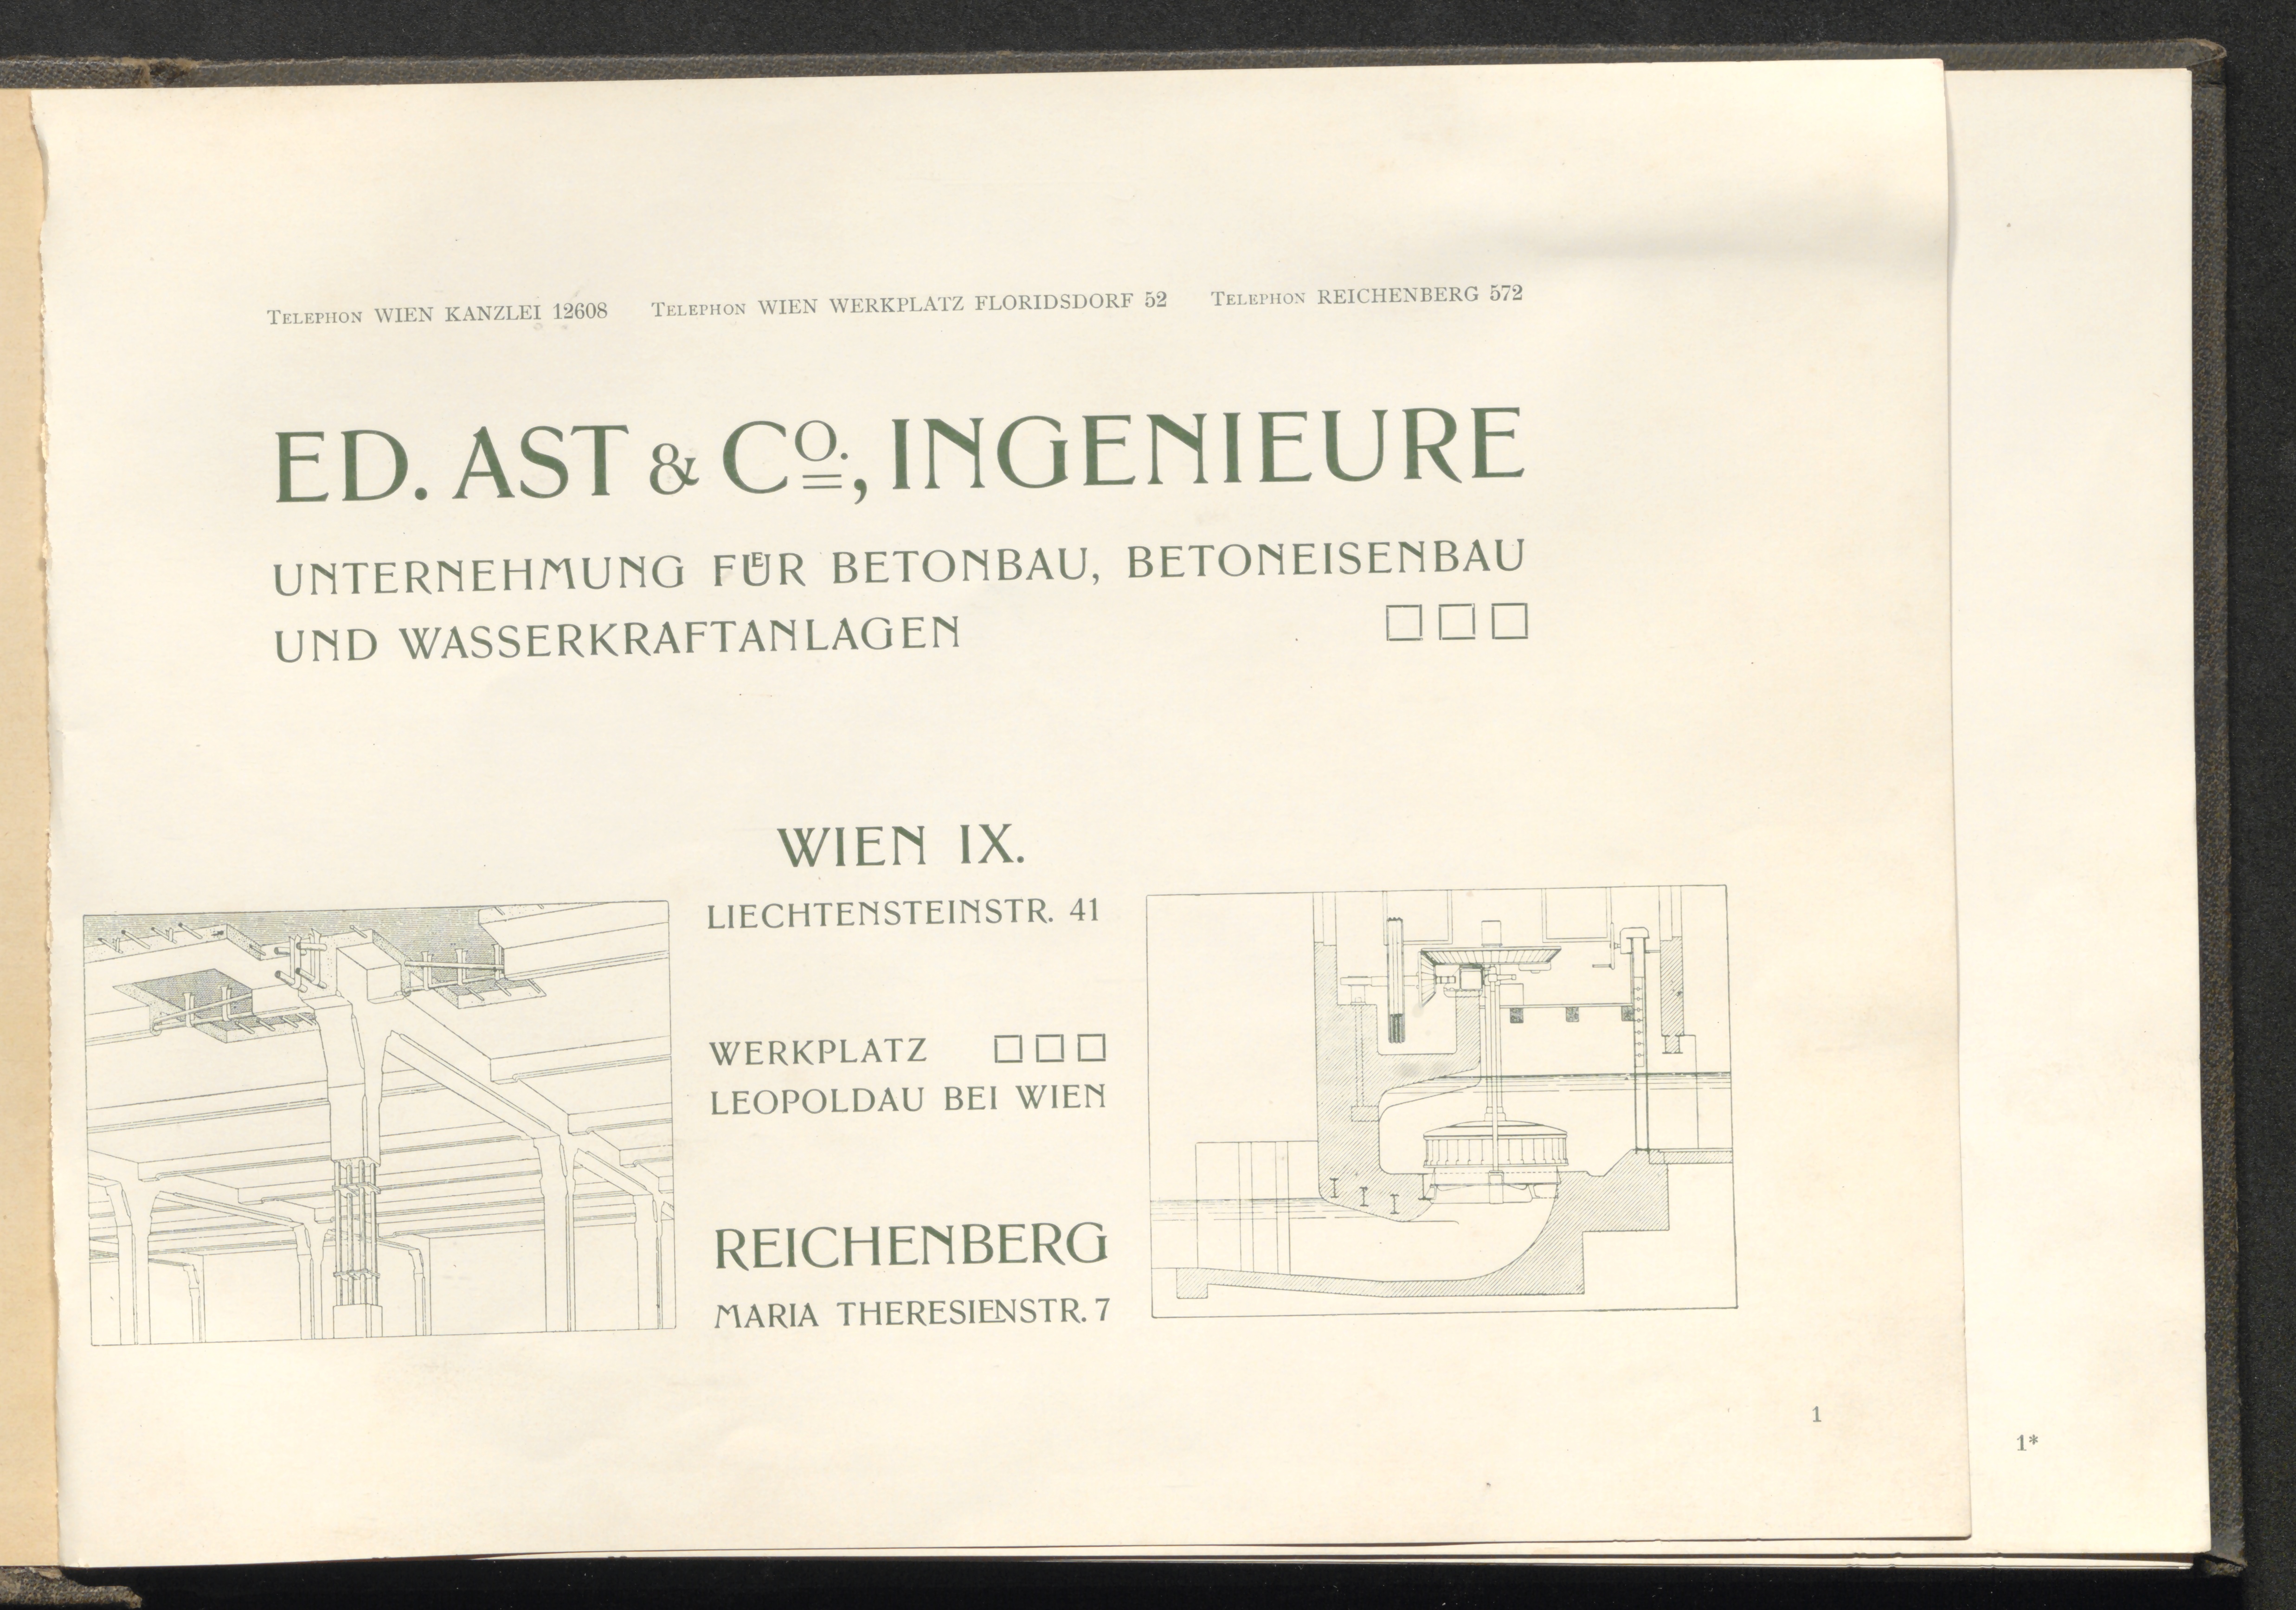 Telephon WIEN KANZLEI 12608 Telephon WIEN WERKPLATZ FLORIDSDORF 52 Telephon REICHENBERG 572
ED. AST & Co., INGENIEURE
UNTERNEHMUNG FÜR BETONBAU, BETONEISENBAU
UND WASSERKRAFTANLAGEN
WIEN IX.
LIECHTENSTEINSTR. 41
WERKPLATZ
LEOPOLDAU BEI WIEN
REICHENBERG
MARIA THERESIENSTR. 7
1
1*